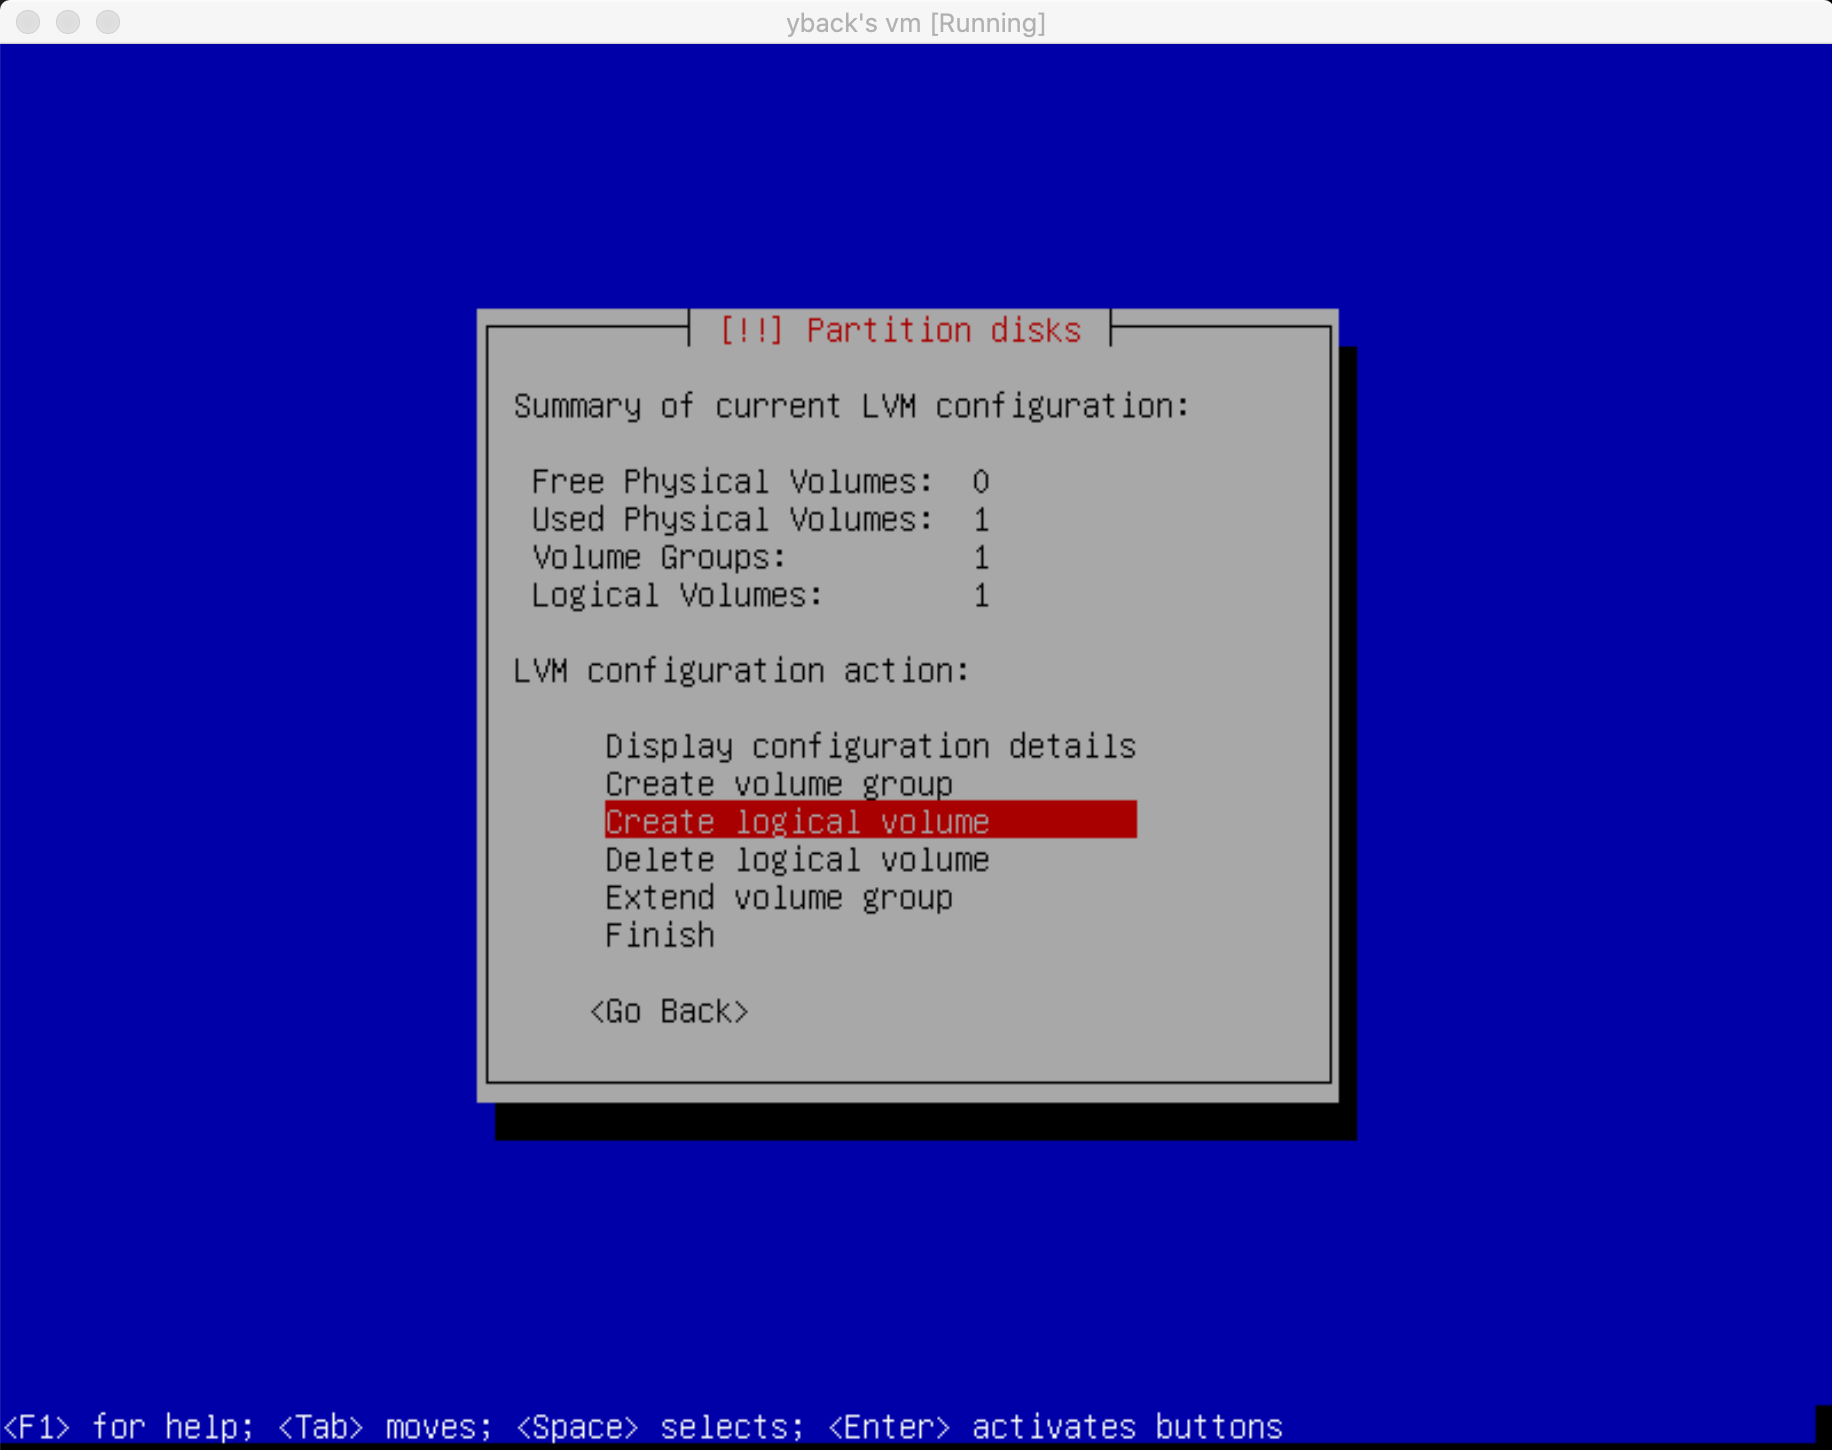 yback's vm [Running]
[!!] Partition disks
Summary of current LVM configuration:
Free Physical Volumes: 0
Used Physical Volumes: 1
Volume Groups: 1
Logical Volumes: 1
LVM configuration action:
Display configuration details
Create volume group
Create logical volume
Delete logical volume
Extend volume group
Finish
<Go Back>
<F1> for help; <Tab> moves; <Space> selects; <Enter> activates buttons